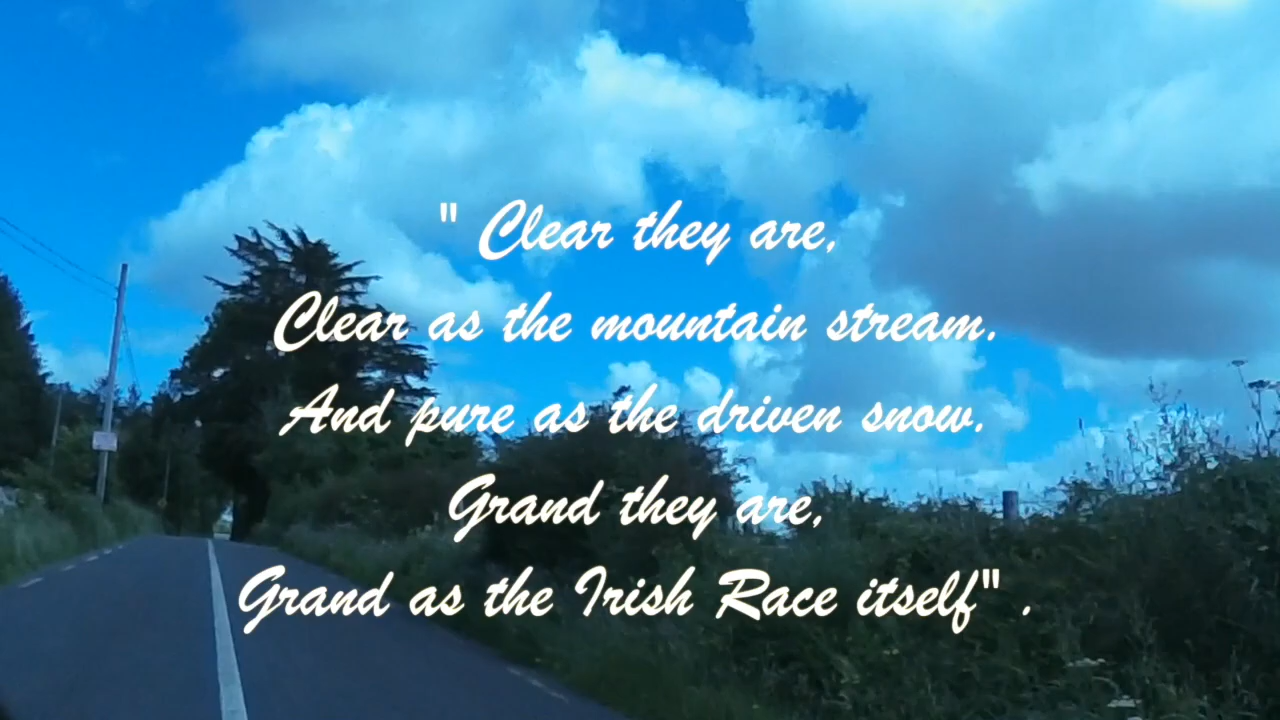 " Clear they are,
Clear as the mountain stream.
And pure as the driven snow.
Grand they are,
Grand as the Irish Race itself" .